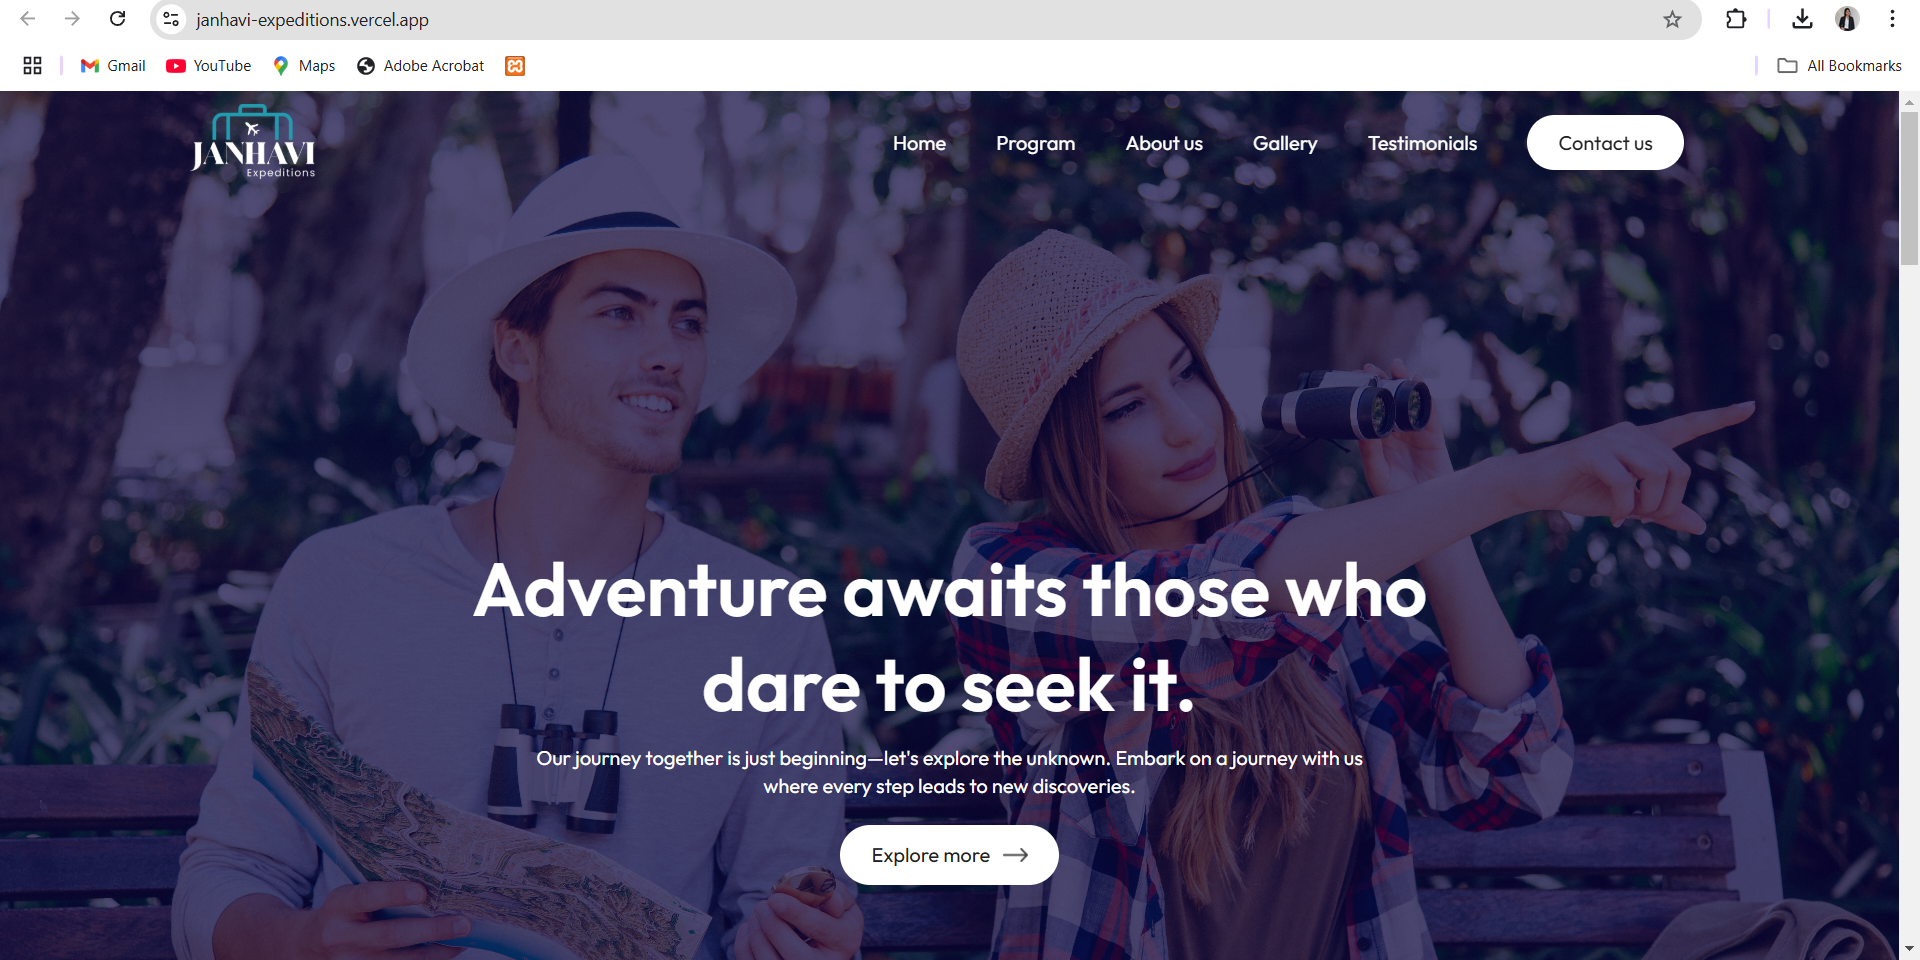 janhavi-expeditions.vercel.app
Gmail YouTube Maps Adobe Acrobat All Bookmarks
JANHAVI
Expeditions
Home Program About us Gallery Testimonials Contact us
Adventure awaits those who
dare to seek it.
Our journey together is just beginning—let's explore the unknown. Embark on a journey with us
where every step leads to new discoveries.
Explore more